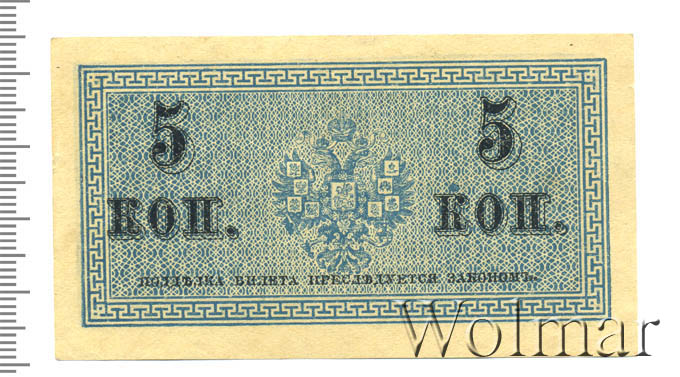 5 5
КОП. КОП.
ПОДДѢЛКА БИЛЕТА ПРЕСЛѢДУЕТСЯ ЗАКОНОМЪ.
Wolmar